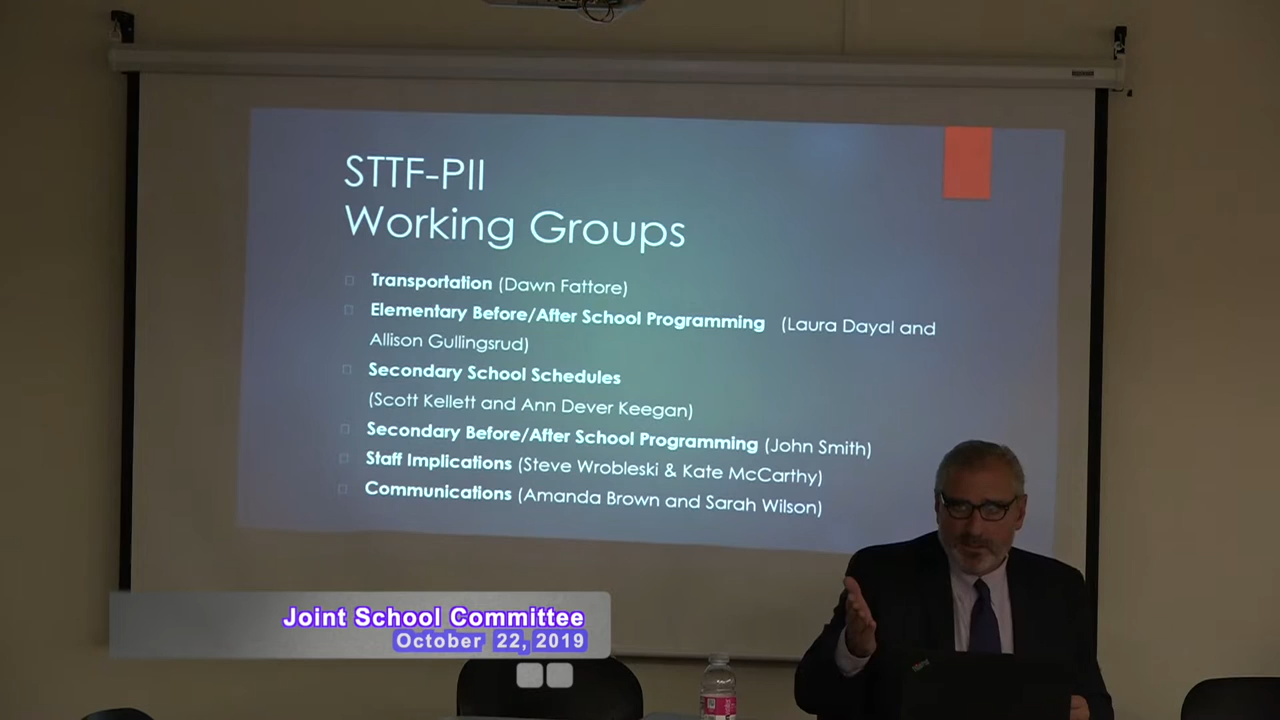 STTF-PII
Working Groups
Transportation (Dawn Fattore)
Elementary Before/After School Programming (Laura Dayal and
Allison Gullingsrud)
Secondary School Schedules
(Scott Kellett and Ann Dever Keegan)
Secondary Before/After School Programming (John Smith)
Staff Implications (Steve Wrobleski & Kate McCarthy)
Communications (Amanda Brown and Sarah Wilson)
Joint School Committee
October 22, 2019